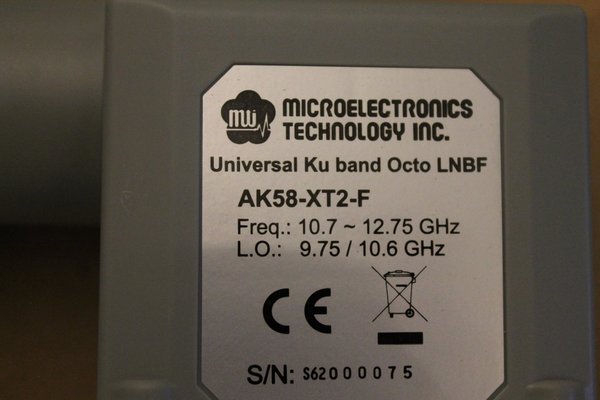 mti
MICROELECTRONICS
TECHNOLOGY INC.
Universal Ku band Octo LNBF
AK58-XT2-F
Freq.: 10.7 ~ 12.75 GHz
L.O.: 9.75 / 10.6 GHz
CE
S/N: S62000075